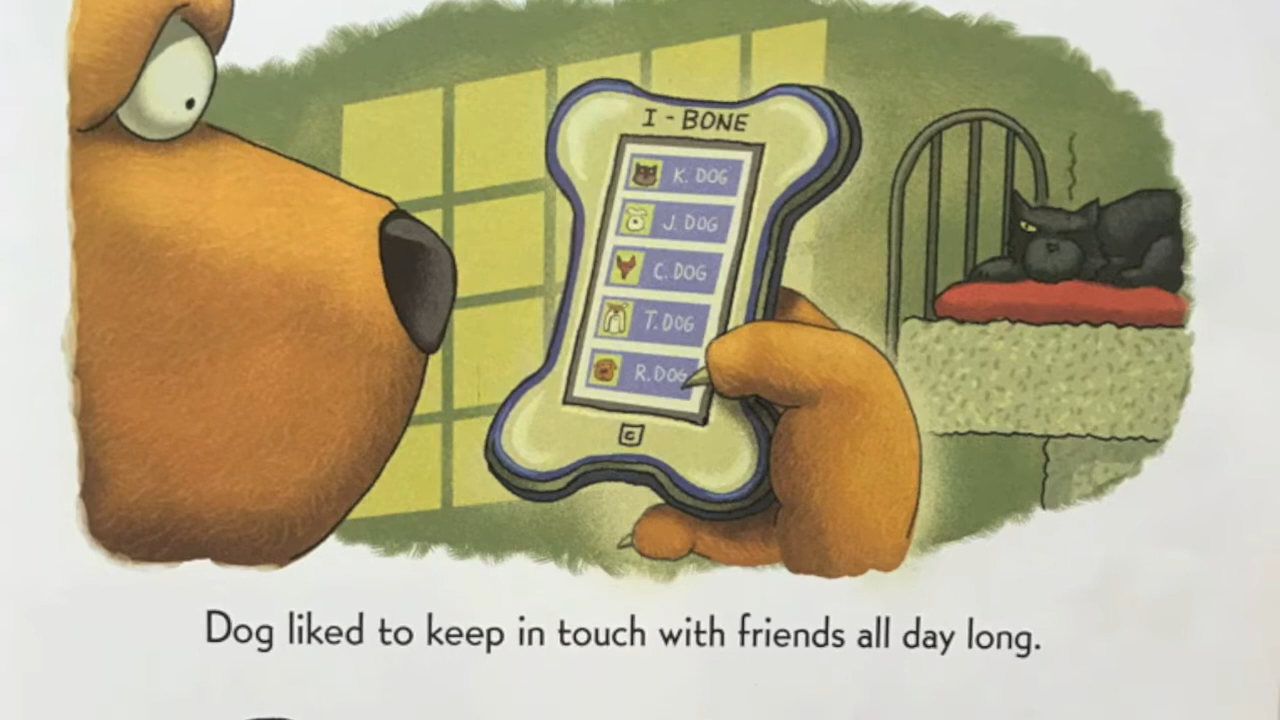 I - BONE
K. DOG
J. DOG
C. DOG
T. DOG
R. DOG
C
Dog liked to keep in touch with friends all day long.